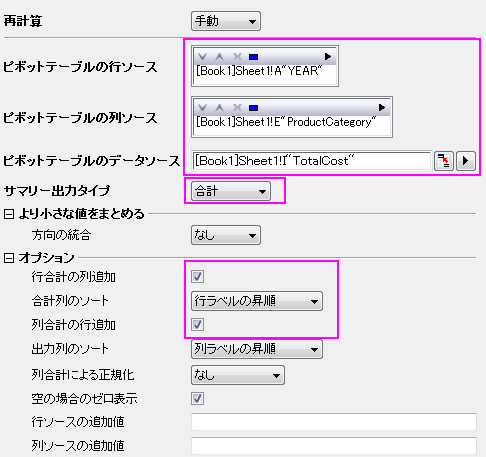 再計算 手動
ピボットテーブルの行ソース
[Book1]Sheet1!A"YEAR"
ピボットテーブルの列ソース
[Book1]Sheet1!E"ProductCategory"
ピボットテーブルのデータソース [Book1]Sheet1!I"TotalCost"
サマリー出力タイプ 合計
より小さな値をまとめる
方向の統合 なし
オプション
行合計の列追加
合計列のソート 行ラベルの昇順
列合計の行追加
出力列のソート 列ラベルの昇順
列合計による正規化 なし
空の場合のゼロ表示
行ソースの追加値
列ソースの追加値